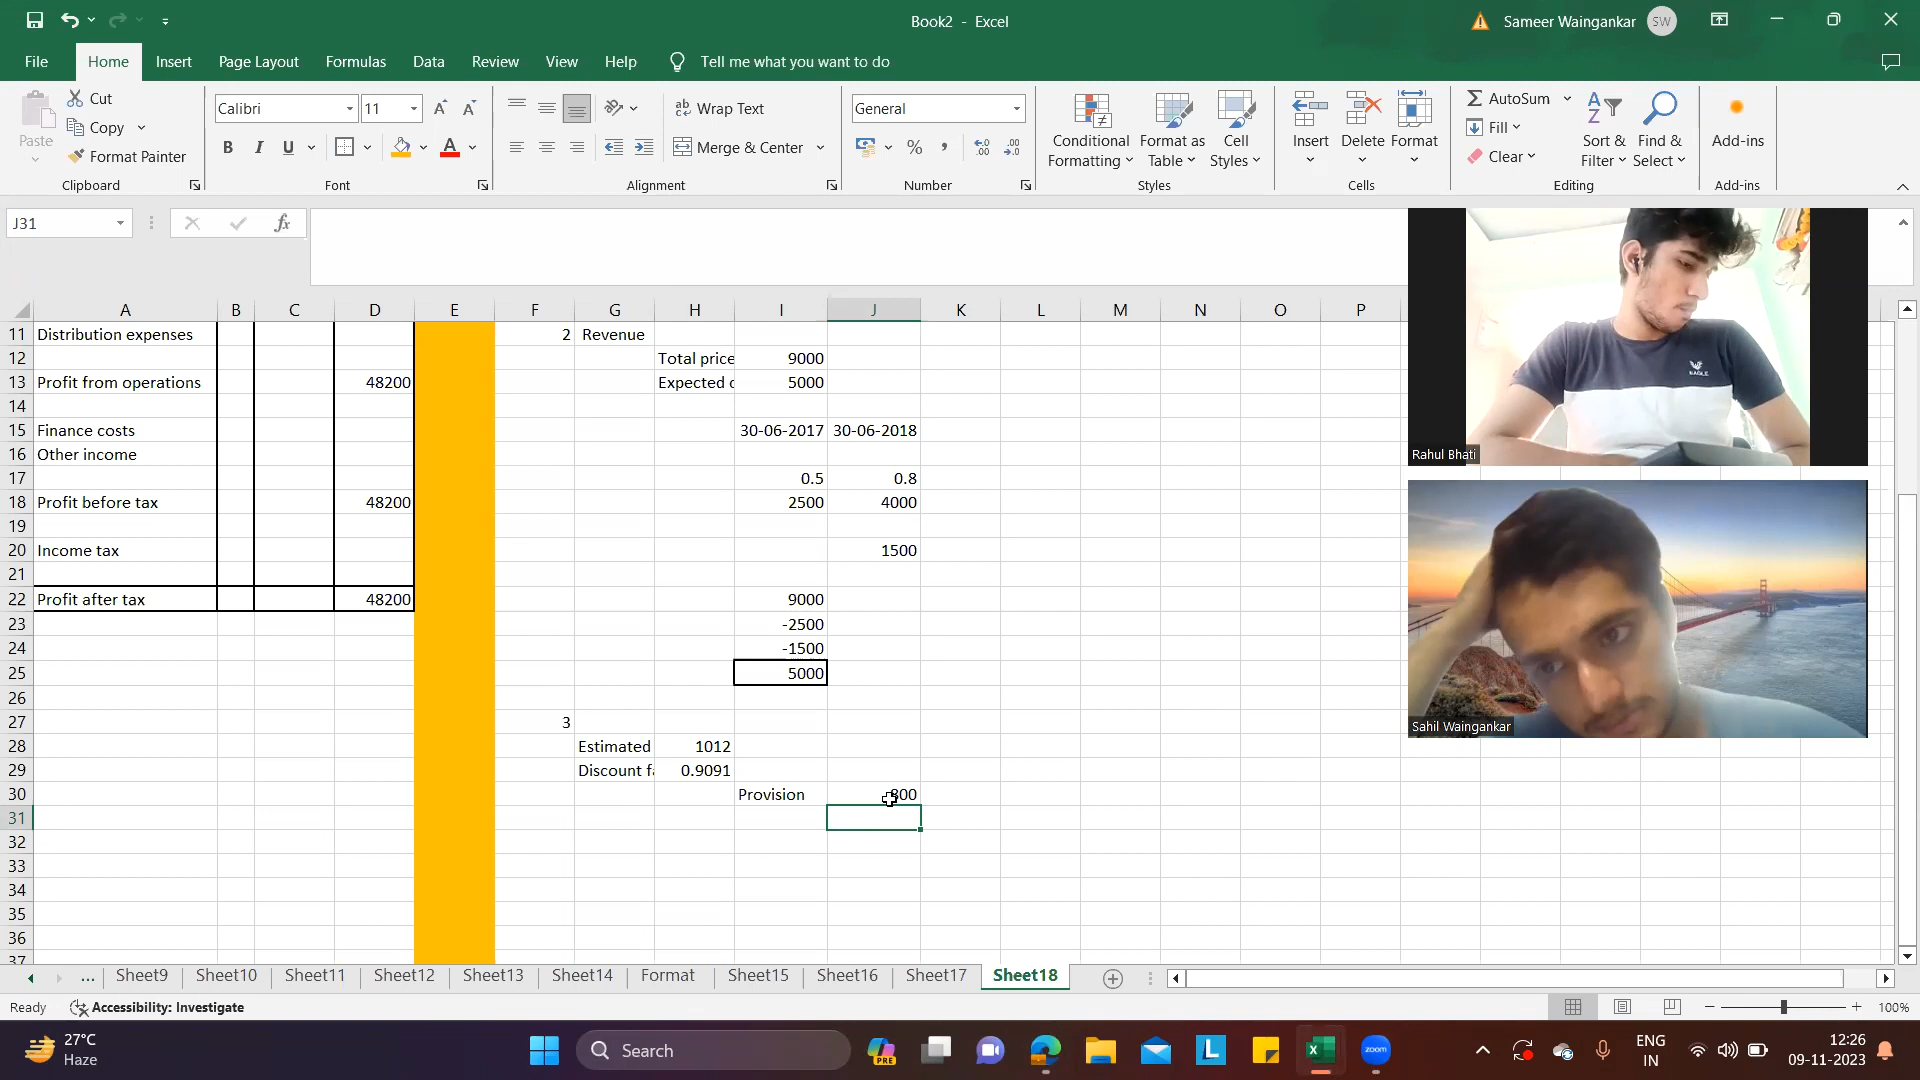 Book2 - Excel
Sameer Waingankar SW
File Home Insert Page Layout Formulas Data Review View Help Tell me what you want to do
Paste
Cut
Copy
Format Painter
Clipboard
Calibri 11
B I U A
Font
Wrap Text
Merge & Center
Alignment
General
%
Number
Conditional Formatting
Format as Table
Cell Styles
Styles
Insert Delete Format
Cells
AutoSum
Fill
Clear
Sort & Filter
Find & Select
Editing
Add-ins
Add-ins
J31
fx
A B C D E F G H I J K L M N O P
11 Distribution expenses 2 Revenue
12 Total price 9000
13 Profit from operations 48200 Expected 5000
14
15 Finance costs 30-06-2017 30-06-2018
16 Other income
17 0.5 0.8
18 Profit before tax 48200 2500 4000
19
20 Income tax 1500
21
22 Profit after tax 48200 9000
23 -2500
24 -1500
25 5000
26
27 3
28 Estimated 1012
29 Discount 0.9091
30 Provision
31
32
33
34
35
36
37
Rahul Bhati
Sahil Waingankar
... Sheet9 Sheet10 Sheet11 Sheet12 Sheet13 Sheet14 Format Sheet15 Sheet16 Sheet17 Sheet18
Ready Accessibility: Investigate 100%
27°C
Haze
Search
PRE
L
zoom
ENG
IN
12:26
09-11-2023